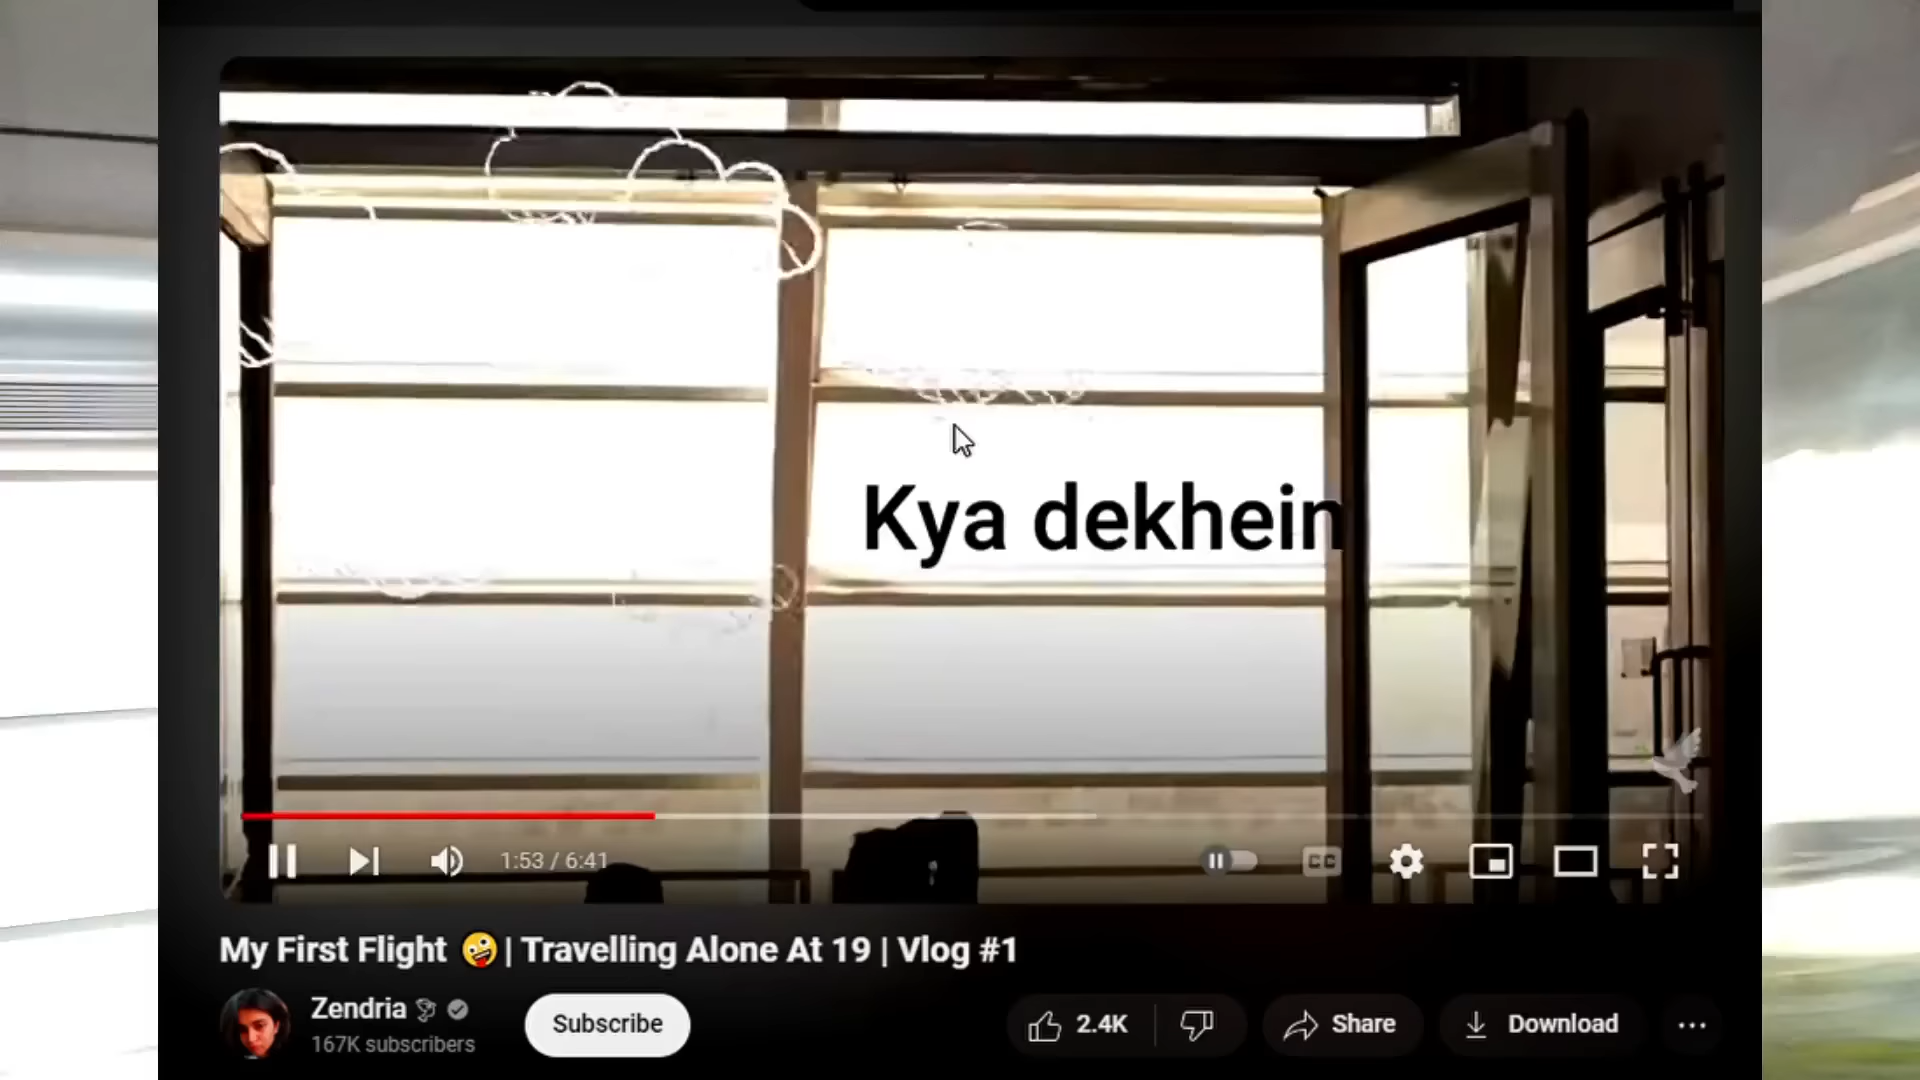 Kya dekhein
1:53 / 6:41
CC
My First Flight 🤪 | Travelling Alone At 19 | Vlog #1
Zendria
167K subscribers
Subscribe
2.4K
Share
Download